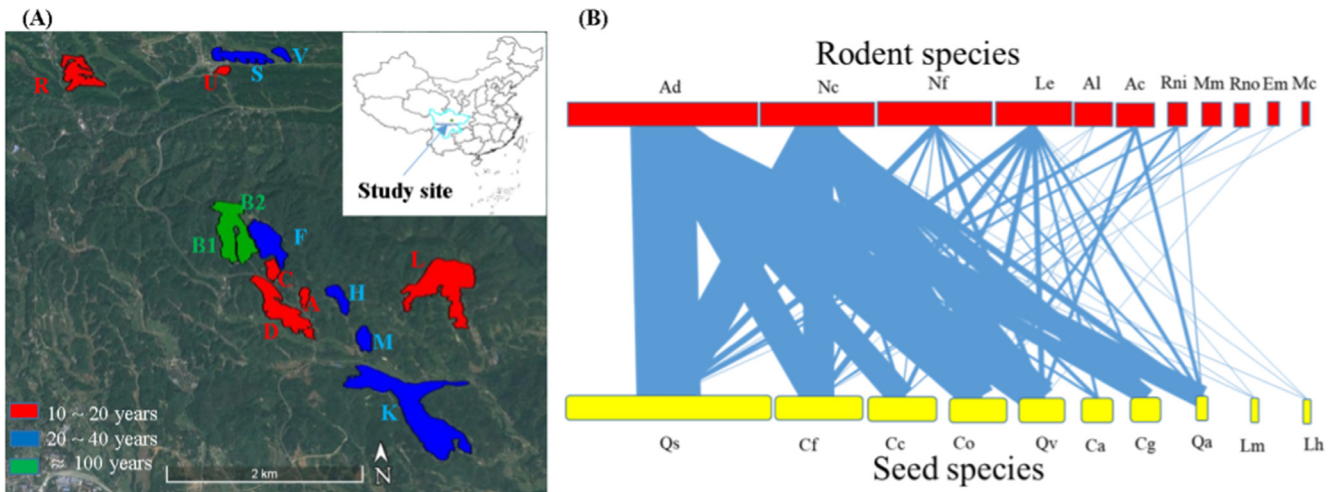 (A)
(B)
R
U
S
V
Study site
B2
B1
F
C
A
D
H
L
M
K
10 ~ 20 years
20 ~ 40 years
≈ 100 years
2 km
N
Rodent species
Ad Nc Nf Le Al Ac Rni Mm Rno Em Mc
Qs Cf Cc Co Qv Ca Cg Qa Lm Lh
Seed species